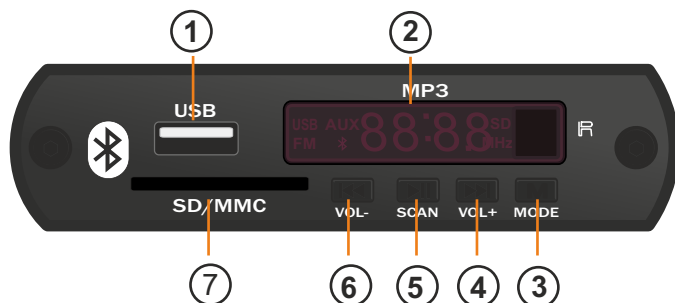 1 2
MP3
USB
USB AUX 88:88 SD
FM MHz
IR
SD/MMC
VOL- SCAN VOL+ MODE
7 6 5 4 3